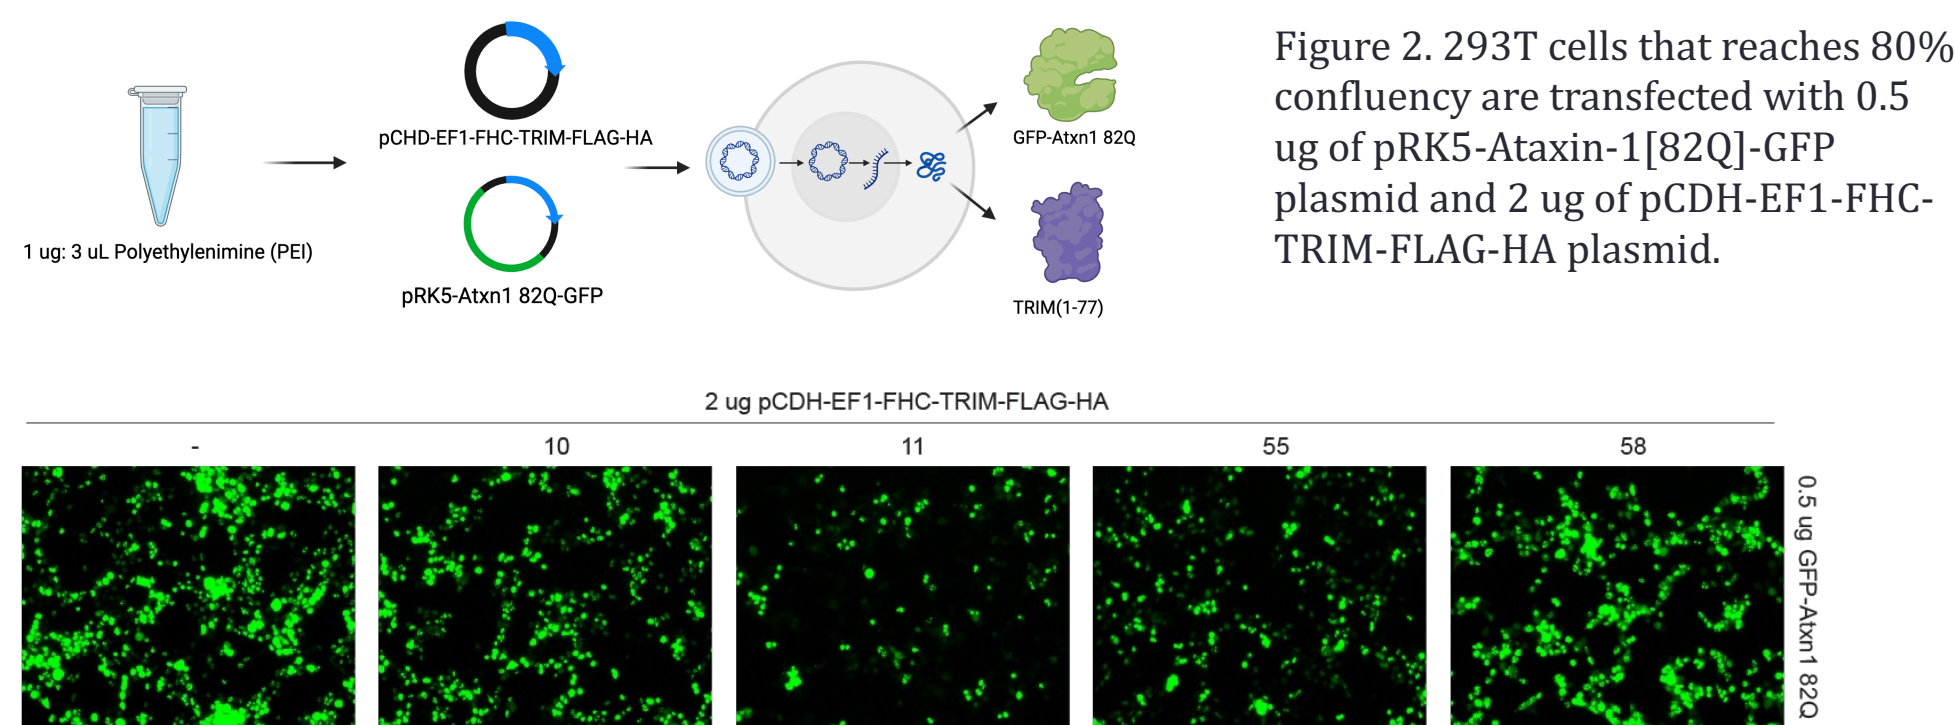 1 ug: 3 uL Polyethylenimine (PEI)
pCHD-EF1-FHC-TRIM-FLAG-HA
pRK5-Atxn1 82Q-GFP
GFP-Atxn1 82Q
TRIM(1-77)
Figure 2. 293T cells that reaches 80%
confluency are transfected with 0.5
ug of pRK5-Ataxin-1[82Q]-GFP
plasmid and 2 ug of pCDH-EF1-FHC-
TRIM-FLAG-HA plasmid.
2 ug pCDH-EF1-FHC-TRIM-FLAG-HA
- 10 11 55 58
0.5 ug GFP-Atxn1 82Q